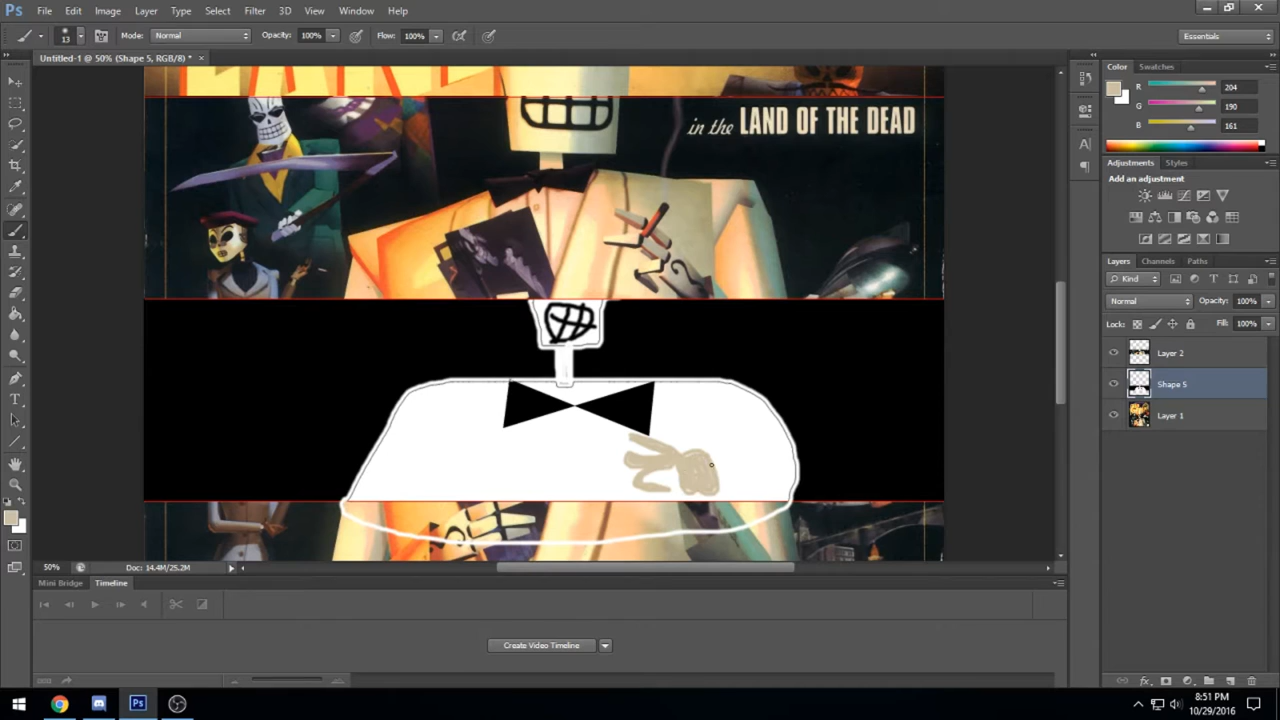 Ps File Edit Image Layer Type Select Filter 3D View Window Help
13 Mode: Normal Opacity: 100% Flow: 100% Essentials
Untitled-1 @ 50% (Shape 5, RGB/8) * ×
in the LAND OF THE DEAD
Color Swatches
R 204
G 190
B 161
Adjustments Styles
Add an adjustment
Layers Channels Paths
Kind
Normal Opacity: 100%
Lock: Fill: 100%
Layer 2
Shape 5
Layer 1
50% Doc: 14.4M/25.2M
Mini Bridge Timeline
Create Video Timeline
fx
Ps
8:51 PM
10/29/2016